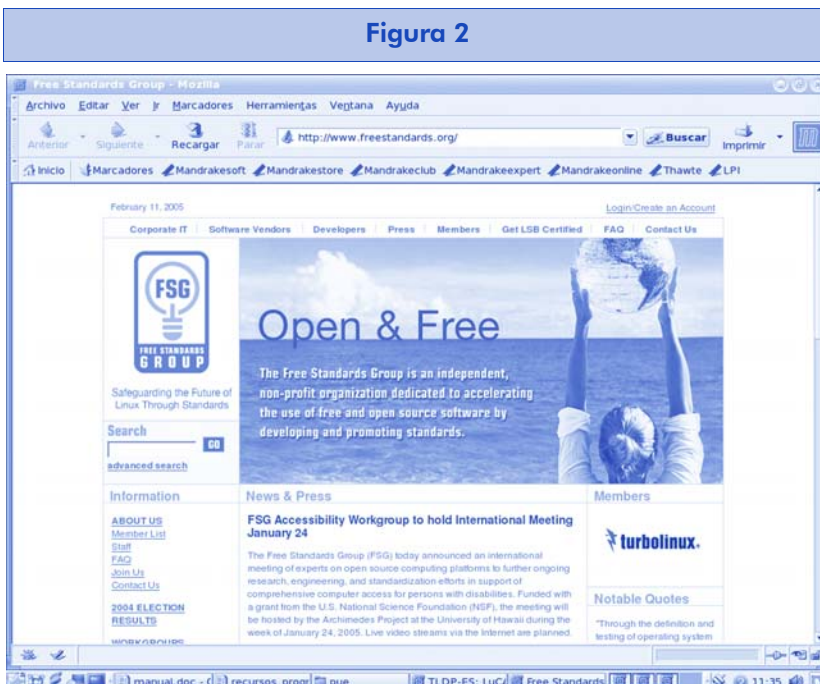 Figura 2
Free Standards Group - Mozilla
Archivo Editar Ver Ir Marcadores Herramientas Ventana Ayuda
Anterior Siguiente Recargar Parar http://www.freestandards.org/ Buscar Imprimir
Inicio Marcadores Mandrakesoft Mandrakestore Mandrakeclub Mandrakeexpert Mandrakeonline Thawte LPI
February 11, 2005 Login/Create an Account
Corporate IT Software Vendors Developers Press Members Get LSB Certified FAQ Contact Us
FSG
FREE STANDARDS
GROUP
Safeguarding the Future of
Linux Through Standards
Search
GO
advanced search
Open & Free
The Free Standards Group is an independent,
non-profit organization dedicated to accelerating
the use of free and open source software by
developing and promoting standards.
Information
ABOUT US
Member List
Staff
FAQ
Join Us
Contact Us
2004 ELECTION
RESULTS
WORKGROUPS
News & Press
FSG Accessibility Workgroup to hold International Meeting
January 24
The Free Standards Group (FSG) today announced an international
meeting of experts on open source computing platforms to further ongoing
research, engineering, and standardization efforts in support of
comprehensive computer access for persons with disabilities. Funded with
a grant from the U.S. National Science Foundation (NSF), the meeting will
be hosted by the Archimedes Project at the University of Hawaii during the
week of January 24, 2005. Live video streams via the Internet are planned.
Members
turbolinux.
Notable Quotes
"Through the definition and
testing of operating system
manual.doc - ( recursos_progr pue TLDP-ES: LuCA Free Standards 11:35